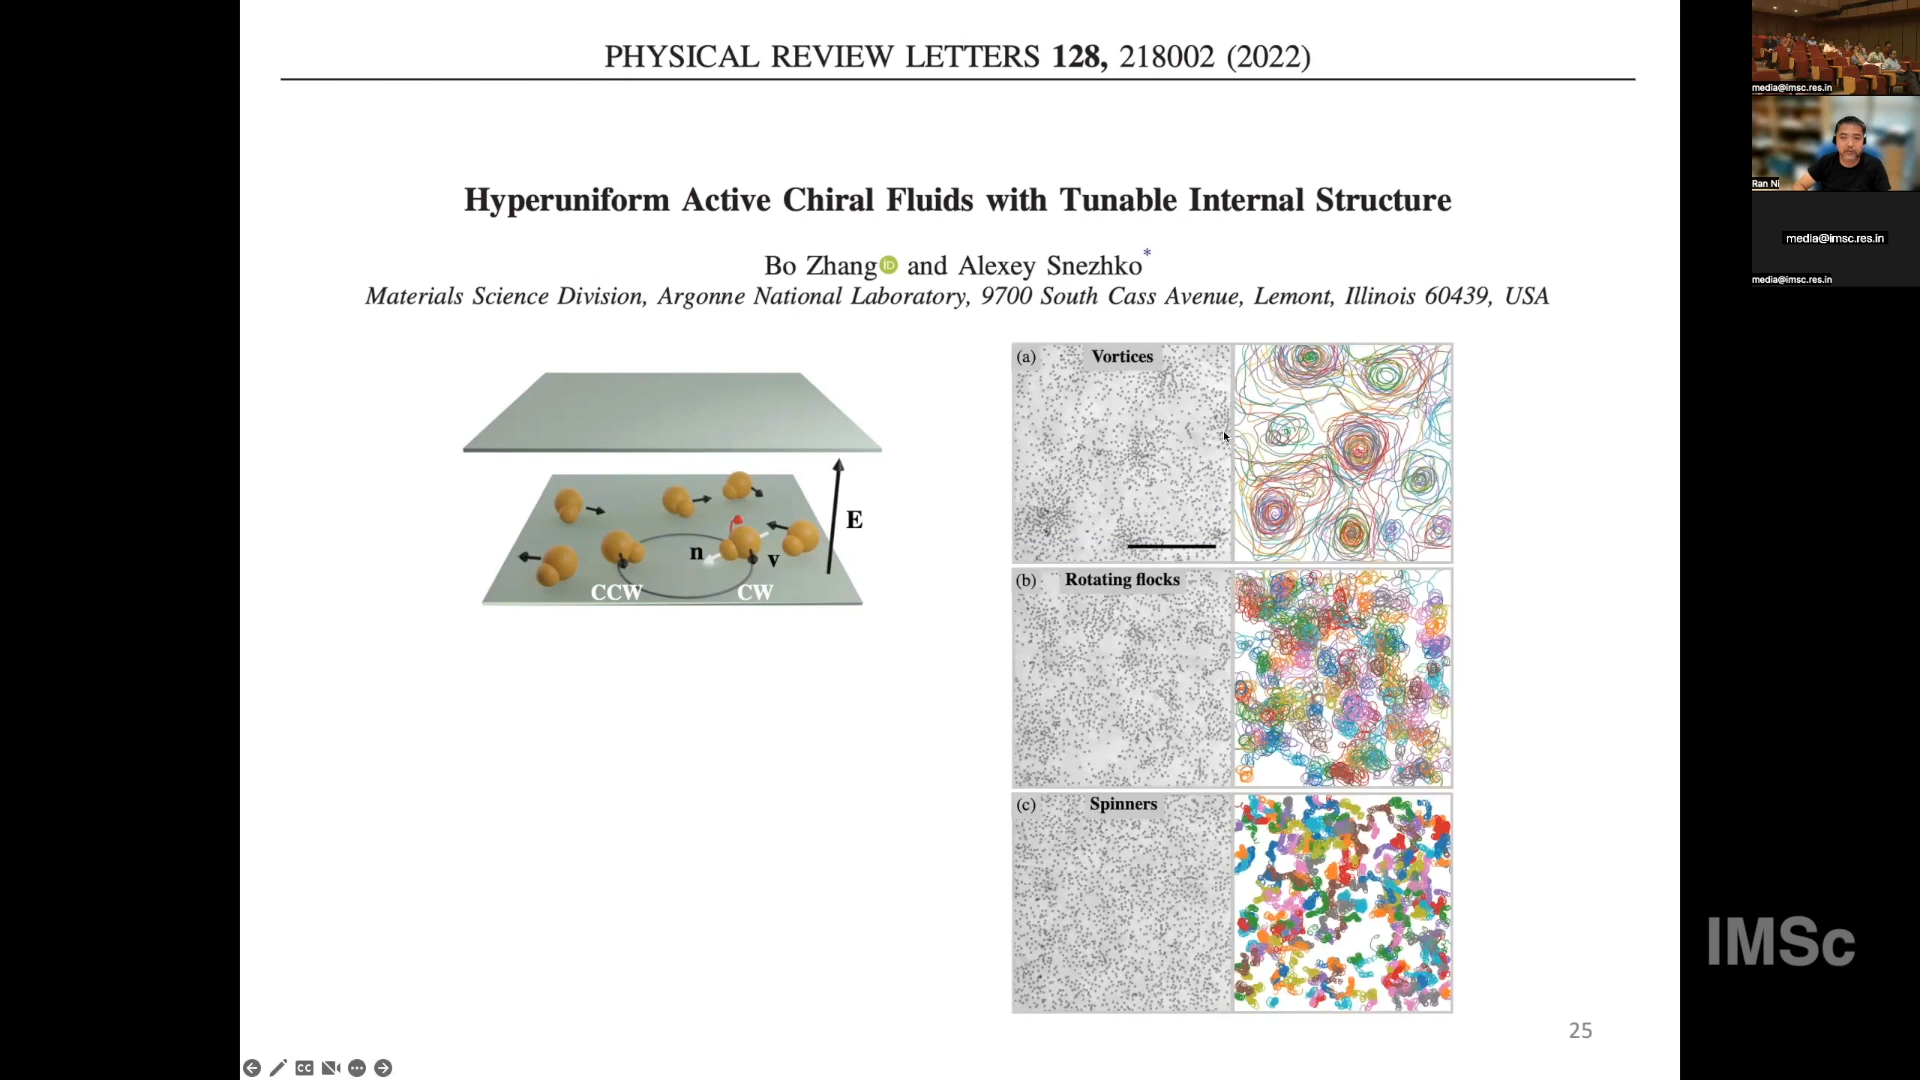 PHYSICAL REVIEW LETTERS 128, 218002 (2022)
Hyperuniform Active Chiral Fluids with Tunable Internal Structure
Bo Zhang iD and Alexey Snezhko*
Materials Science Division, Argonne National Laboratory, 9700 South Cass Avenue, Lemont, Illinois 60439, USA
E
n
v
CCW
CW
(a) Vortices
(b) Rotating flocks
(c) Spinners
25
CC
media@imsc.res.in
Ran Ni
media@imsc.res.in
media@imsc.res.in
IMSc